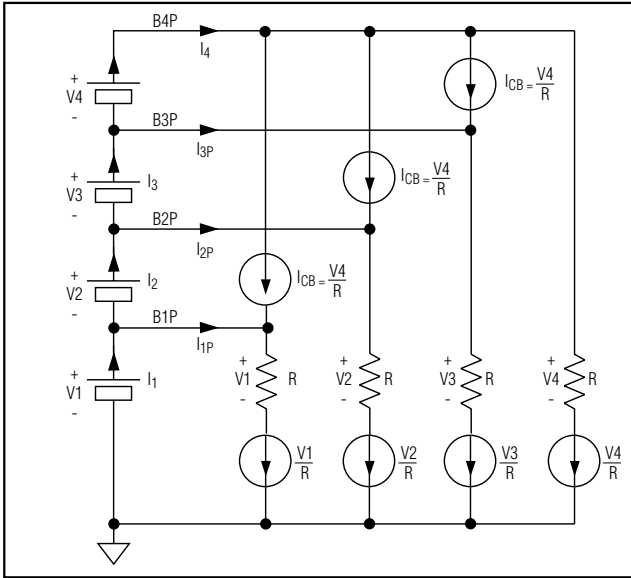 B4P
I4
+
V4
-
ICB = V4/R
B3P
I3P
+
V3
-
I3
ICB = V4/R
B2P
I2P
+
V2
-
I2
ICB = V4/R
B1P
I1P
+
V1
-
I1
+
V1
-
R
+
V2
-
R
+
V3
-
R
+
V4
-
R
V1/R
V2/R
V3/R
V4/R